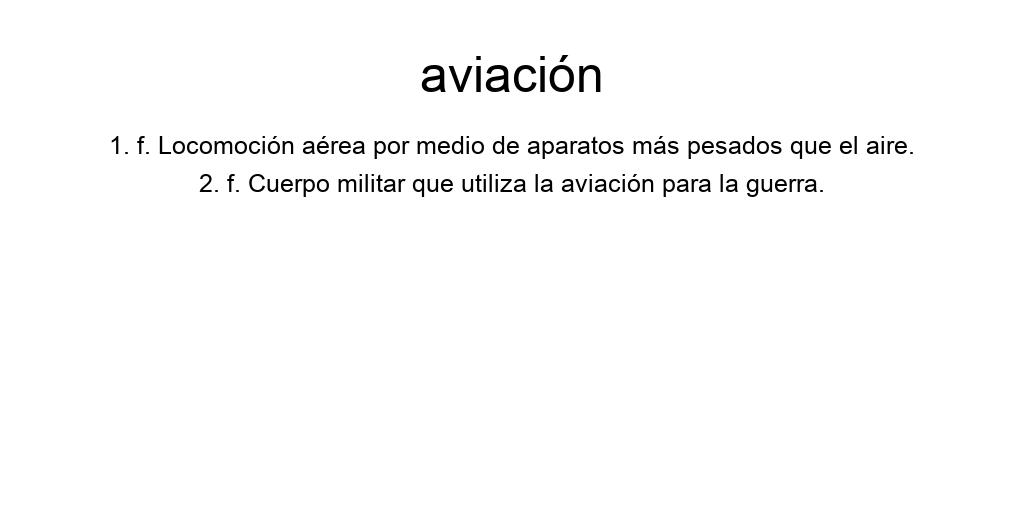 aviación
1. f. Locomoción aérea por medio de aparatos más pesados que el aire.
2. f. Cuerpo militar que utiliza la aviación para la guerra.